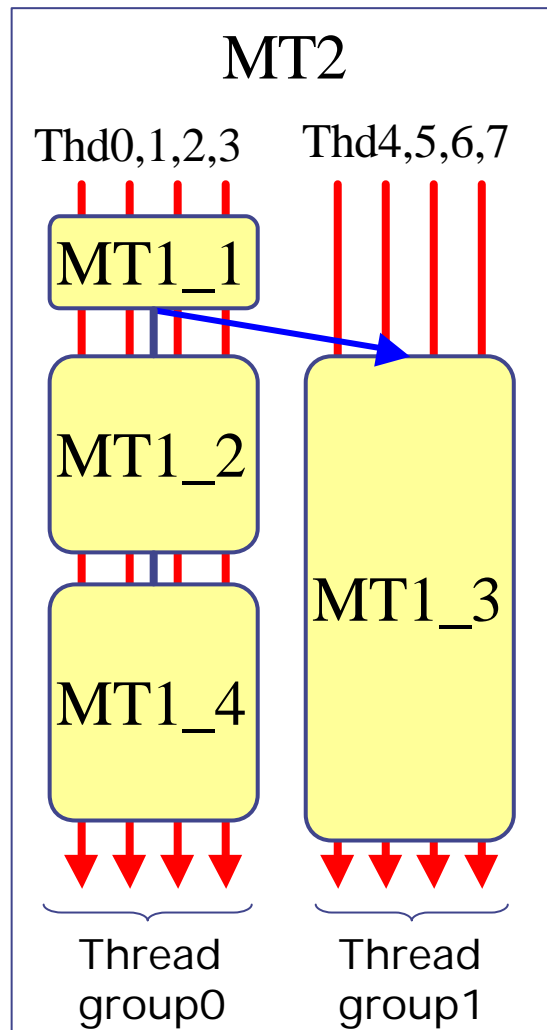 MT2
Thd0,1,2,3
Thd4,5,6,7
MT1_1
MT1_2
MT1_3
MT1_4
Thread
group0
Thread
group1